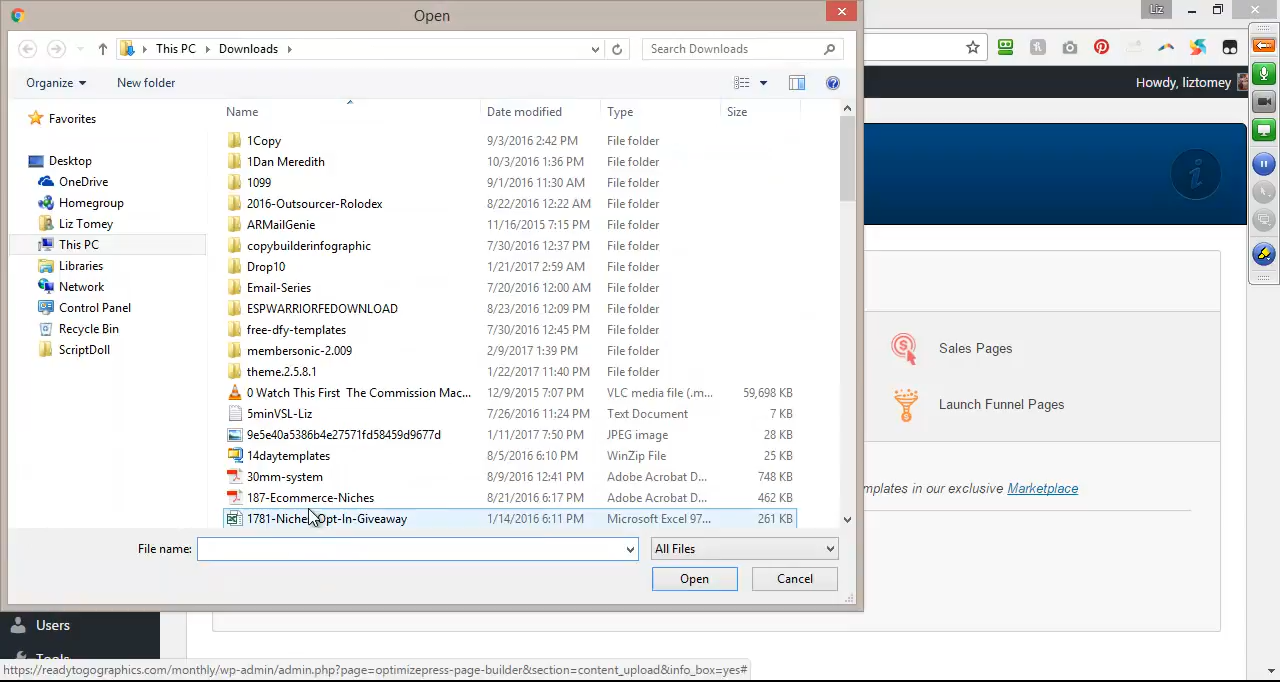 Open
Liz
This PC
Downloads
Search Downloads
Organize
New folder
Howdy, liztomey
Name
Date modified
Type
Size
Favorites
Desktop
OneDrive
Homegroup
Liz Tomey
This PC
Libraries
Network
Control Panel
Recycle Bin
ScriptDoll
1Copy 9/3/2016 2:42 PM File folder
1Dan Meredith 10/3/2016 1:36 PM File folder
1099 9/1/2016 11:30 AM File folder
2016-Outsourcer-Rolodex 8/22/2016 12:22 AM File folder
ARMailGenie 11/16/2015 7:15 PM File folder
copybuilderinfographic 7/30/2016 12:37 PM File folder
Drop10 1/21/2017 2:59 AM File folder
Email-Series 7/20/2016 12:00 AM File folder
ESPWARRIORFEDOWNLOAD 8/23/2016 12:09 PM File folder
free-dfy-templates 7/30/2016 12:45 PM File folder
membersonic-2.009 2/9/2017 1:39 PM File folder
theme.2.5.8.1 1/22/2017 11:40 PM File folder
0 Watch This First The Commission Mac... 12/9/2015 7:07 PM VLC media file (.m... 59,698 KB
5minVSL-Liz 7/26/2016 11:24 PM Text Document 7 KB
9e5e40a5386b4e27571fd58459d9677d 1/11/2017 7:50 PM JPEG image 28 KB
14daytemplates 8/5/2016 6:10 PM WinZip File 25 KB
30mm-system 8/9/2016 12:41 PM Adobe Acrobat D... 748 KB
187-Ecommerce-Niches 8/21/2016 6:17 PM Adobe Acrobat D... 462 KB
1781-Niche Opt-In-Giveaway 1/14/2016 6:11 PM Microsoft Excel 97... 261 KB
File name:
All Files
Open
Cancel
Sales Pages
Launch Funnel Pages
mplates in our exclusive Marketplace
Users
Tools
https://readytogographics.com/monthly/wp-admin/admin.php?page=optimizepress-page-builder&section=content_upload&info_box=yes#